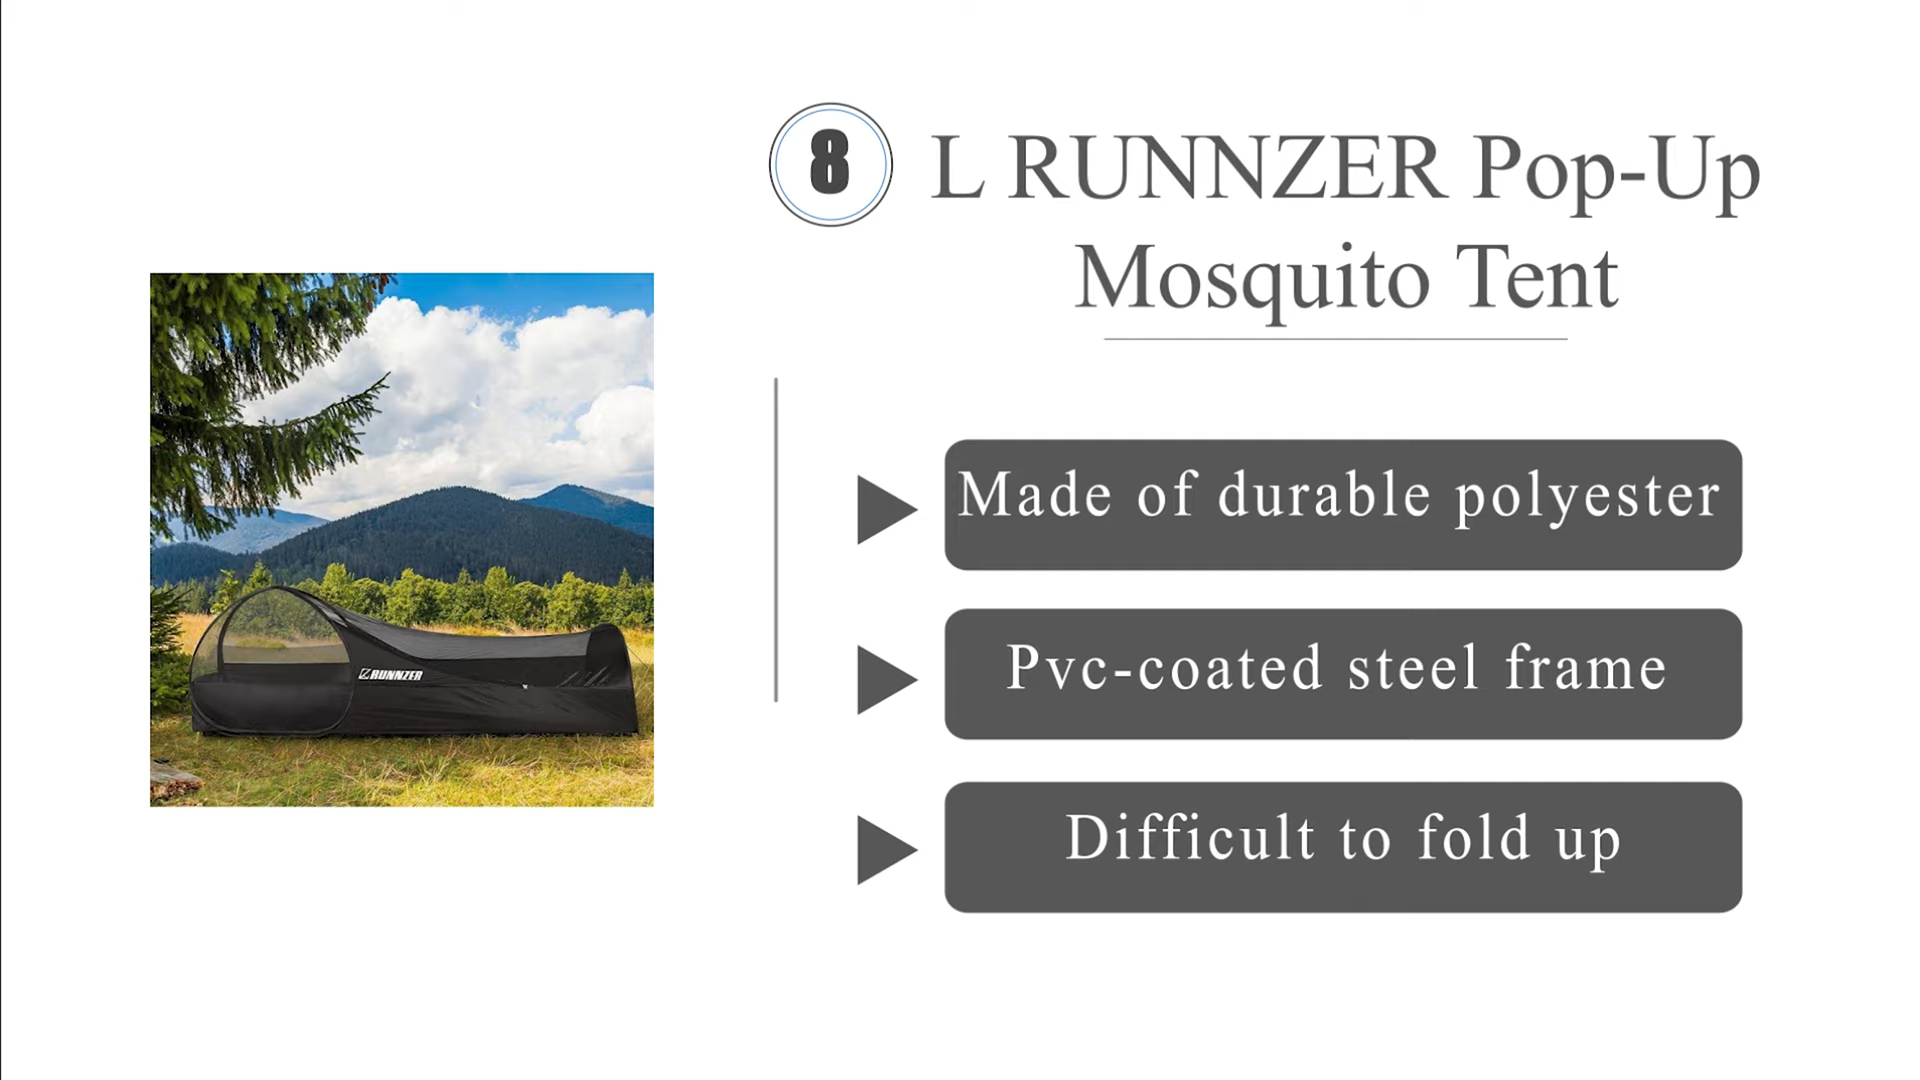 8
L RUNNZER Pop-Up
Mosquito Tent
Made of durable polyester
Pvc-coated steel frame
Difficult to fold up
RUNNZER